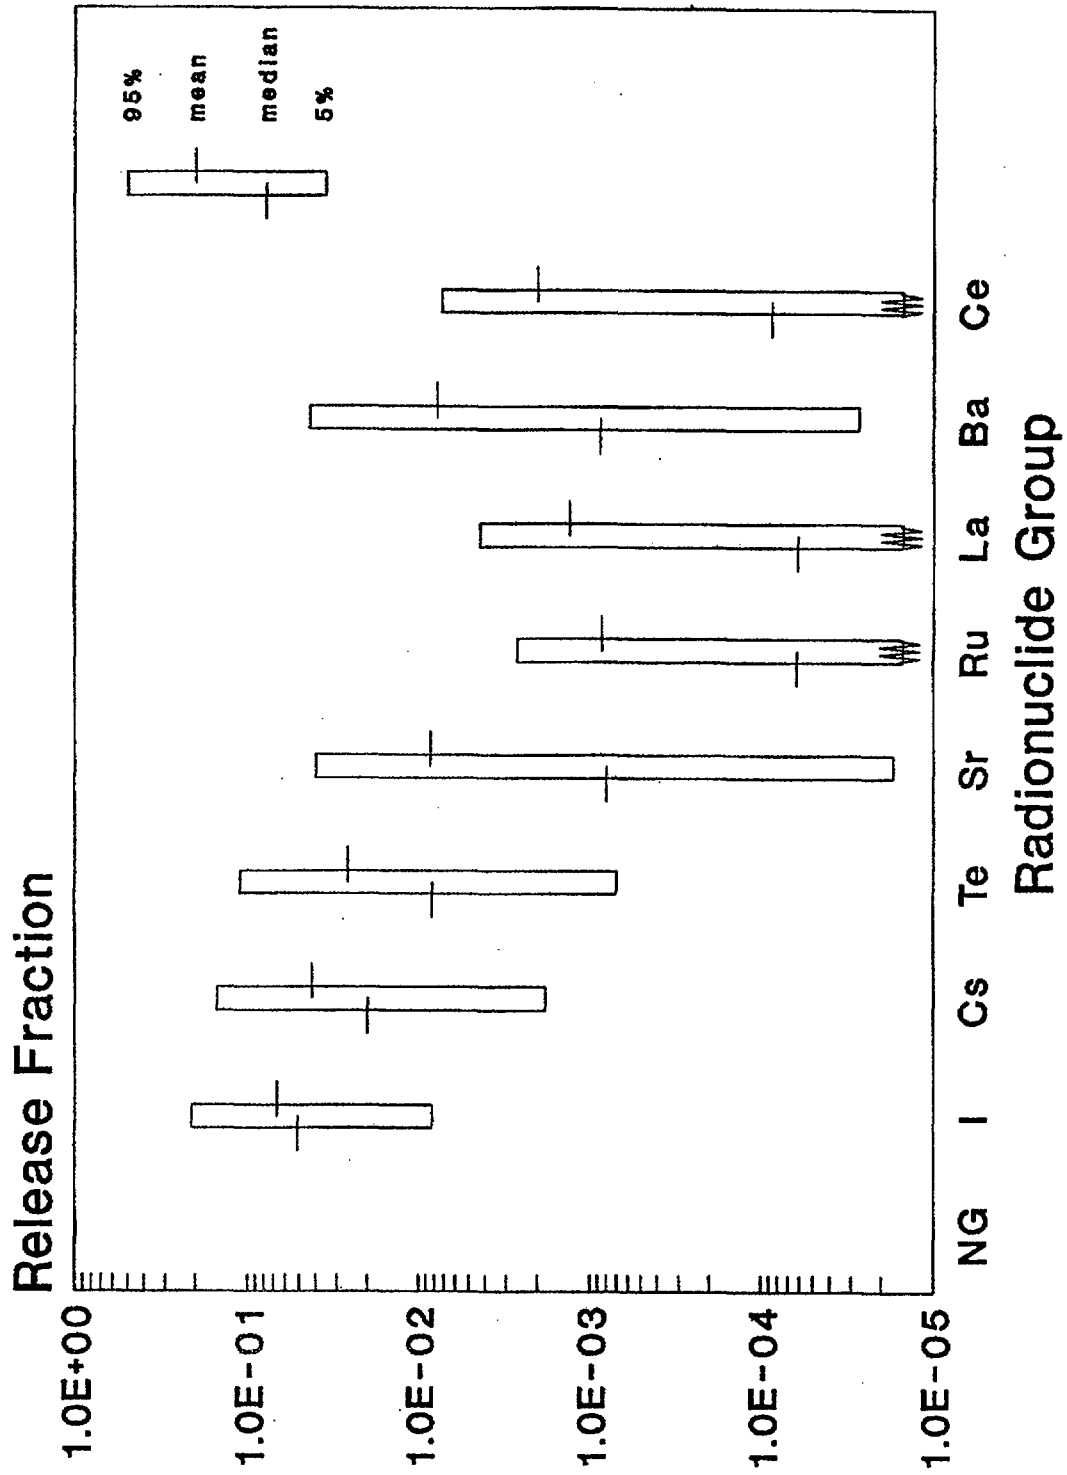 Release Fraction
1.0E+00
1.0E-01
1.0E-02
1.0E-03
1.0E-04
1.0E-05
95%
mean
median
5%
NG I Cs Te Sr Ru La Ba Ce
Radionuclide Group